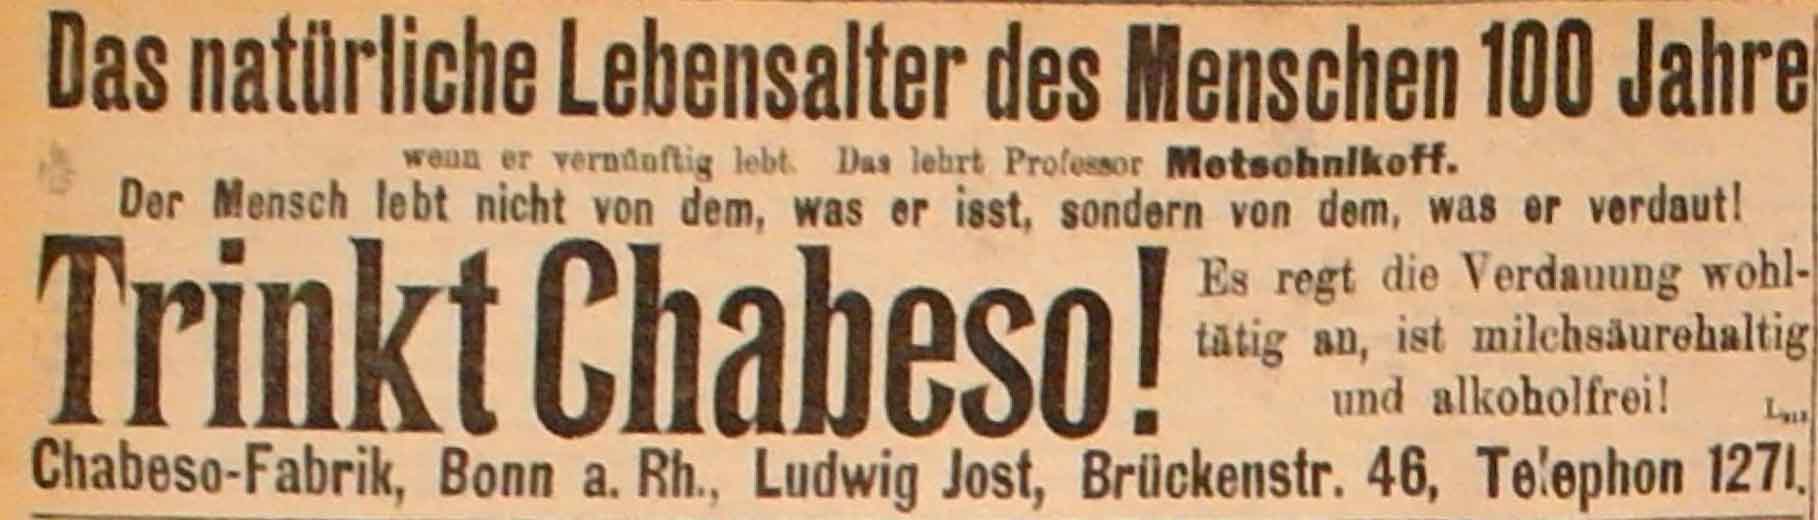 Das natürliche Lebensalter des Menschen 100 Jahre
wenn er vernünftig lebt. Das lehrt Professor Metschnikoff.
Der Mensch lebt nicht von dem, was er isst, sondern von dem, was er verdaut!
Trinkt Chabeso!
Es regt die Verdauung wohl-
tätig an, ist milchsäurehaltig
und alkoholfrei!
Chabeso-Fabrik, Bonn a. Rh., Ludwig Jost, Brückenstr. 46, Telephon 1271.